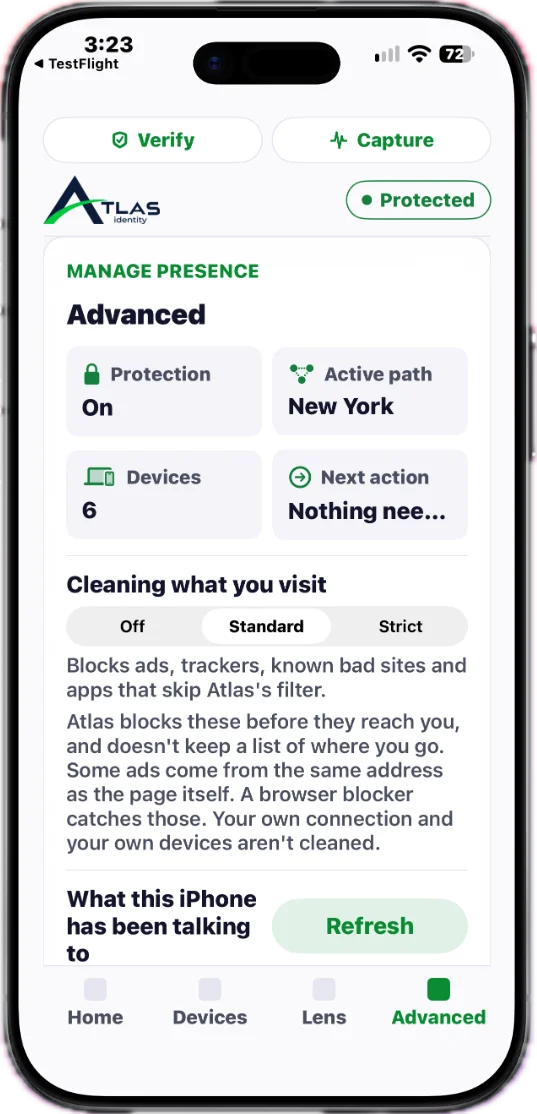 3:23
72
◀ TestFlight
Verify
Capture
ATLAS
identity
Protected
MANAGE PRESENCE
Advanced
Protection
On
Active path
New York
Devices
6
Next action
Nothing nee...
Cleaning what you visit
Off
Standard
Strict
Blocks ads, trackers, known bad sites and
apps that skip Atlas's filter.
Atlas blocks these before they reach you,
and doesn't keep a list of where you go.
Some ads come from the same address
as the page itself. A browser blocker
catches those. Your own connection and
your own devices aren't cleaned.
What this iPhone
has been talking
to
Refresh
Home
Devices
Lens
Advanced